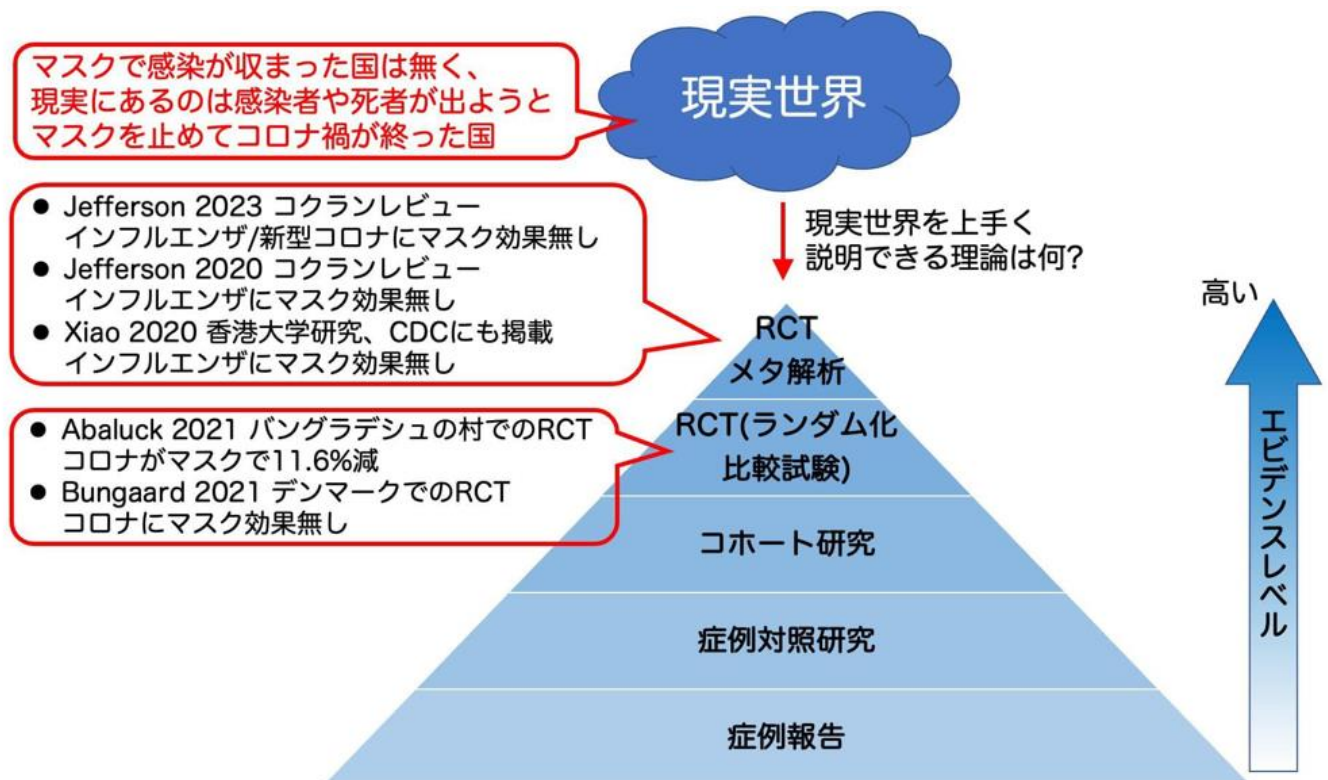 マスクで感染が収まった国は無く、
現実にあるのは感染者や死者が出ようと
マスクを止めてコロナ禍が終った国
現実世界
現実世界を上手く
説明できる理論は何?
● Jefferson 2023 コクランレビュー
インフルエンザ/新型コロナにマスク効果無し
● Jefferson 2020 コクランレビュー
インフルエンザにマスク効果無し
● Xiao 2020 香港大学研究、CDCにも掲載
インフルエンザにマスク効果無し
● Abaluck 2021 バングラデシュの村でのRCT
コロナがマスクで11.6%減
● Bungaard 2021 デンマークでのRCT
コロナにマスク効果無し
RCT
メタ解析
RCT(ランダム化
比較試験)
コホート研究
症例対照研究
症例報告
高い
エビデンスレベル